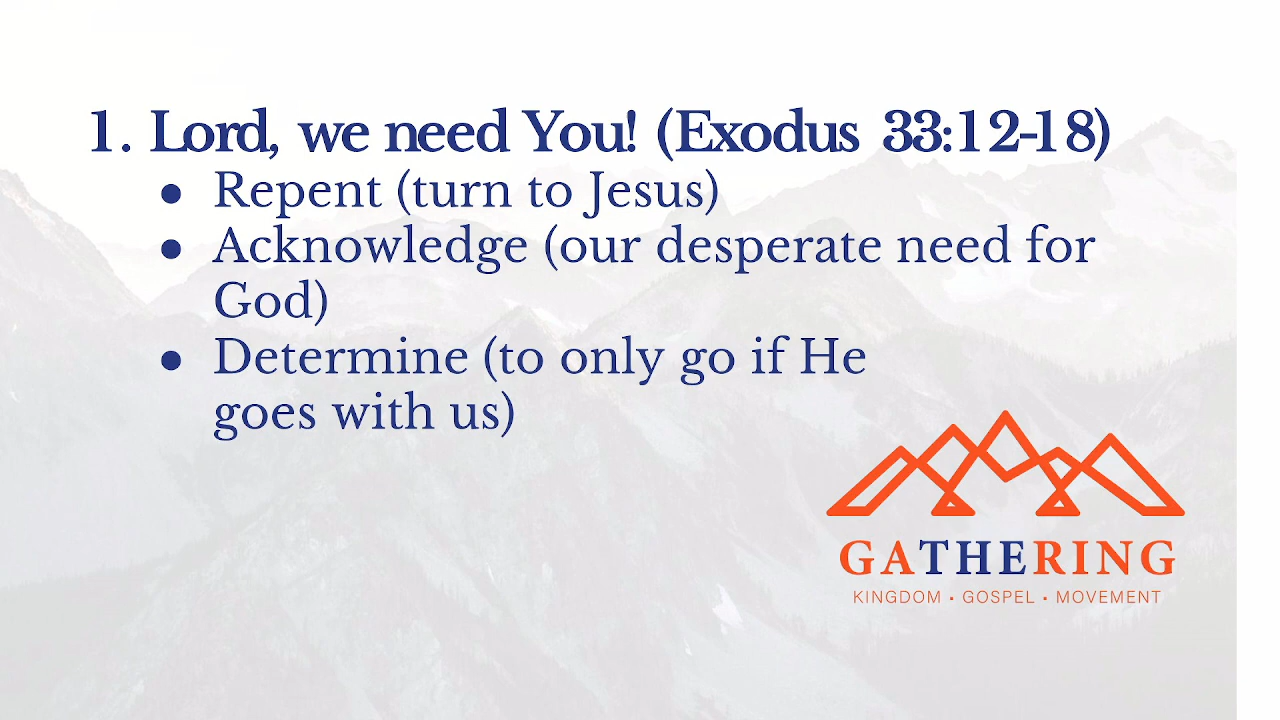 1. Lord, we need You! (Exodus 33:12-18)
● Repent (turn to Jesus)
● Acknowledge (our desperate need for
God)
● Determine (to only go if He
goes with us)
GATHERING
KINGDOM • GOSPEL • MOVEMENT